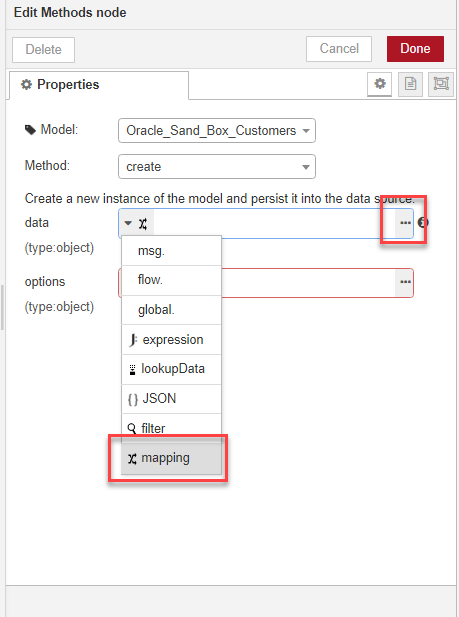 Edit Methods node
Delete
Cancel
Done
Properties
Model:
Oracle_Sand_Box_Customers
Method:
create
Create a new instance of the model and persist it into the data source.
data
(type:object)
msg.
flow.
options
(type:object)
global.
expression
lookupData
{} JSON
filter
mapping